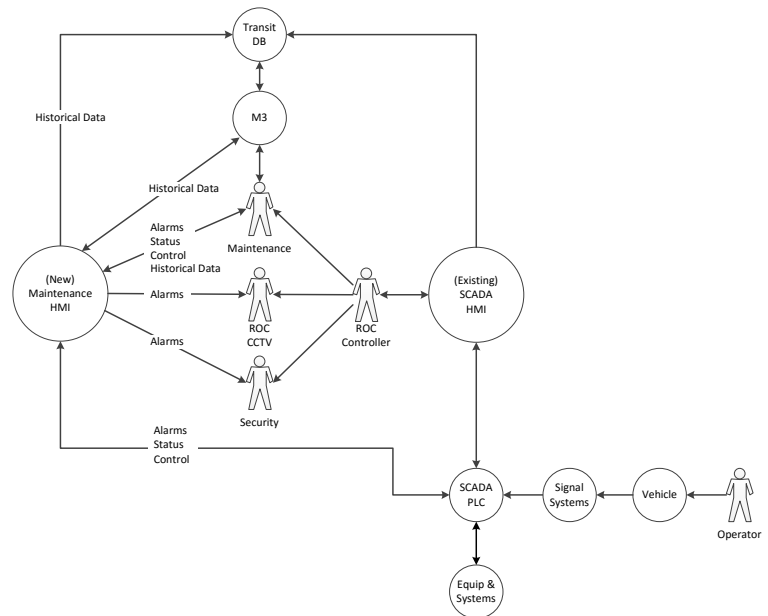 Transit
DB
Historical Data
M3
Historical Data
Alarms
Status
Control
Historical Data
Maintenance
(New)
Maintenance
HMI
Alarms
ROC
CCTV
ROC
Controller
(Existing)
SCADA
HMI
Alarms
Security
Alarms
Status
Control
SCADA
PLC
Signal
Systems
Vehicle
Operator
Equip &
Systems